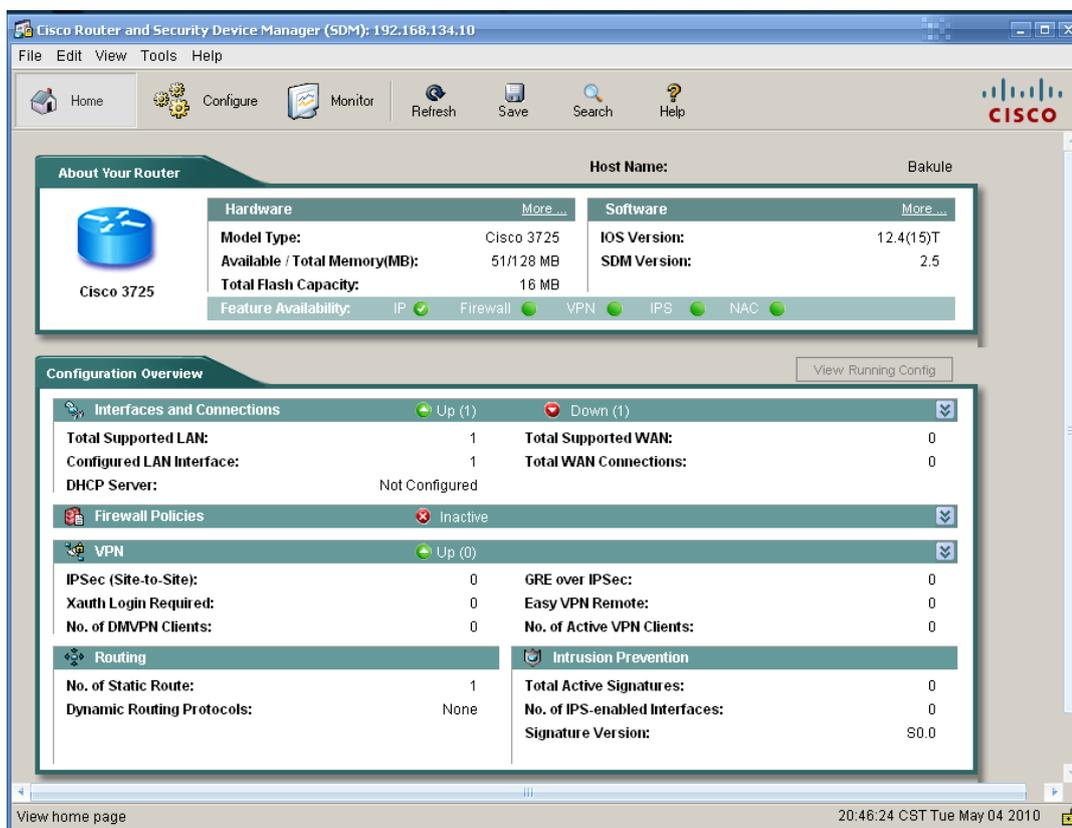 Cisco Router and Security Device Manager (SDM): 192.168.134.10
File Edit View Tools Help
Home Configure Monitor Refresh Save Search Help
CISCO
About Your Router Host Name: Bakule
Hardware More ... Software More ...
Model Type: Cisco 3725 IOS Version: 12.4(15)T
Available / Total Memory(MB): 51/128 MB SDM Version: 2.5
Total Flash Capacity: 16 MB
Cisco 3725
Feature Availability: IP Firewall VPN IPS NAC
Configuration Overview View Running Config
Interfaces and Connections Up (1) Down (1)
Total Supported LAN: 1 Total Supported WAN: 0
Configured LAN Interface: 1 Total WAN Connections: 0
DHCP Server: Not Configured
Firewall Policies Inactive
VPN Up (0)
IPSec (Site-to-Site): 0 GRE over IPSec: 0
Xauth Login Required: 0 Easy VPN Remote: 0
No. of DMVPN Clients: 0 No. of Active VPN Clients: 0
Routing Intrusion Prevention
No. of Static Route: 1 Total Active Signatures: 0
Dynamic Routing Protocols: None No. of IPS-enabled Interfaces: 0
Signature Version: S0.0
View home page 20:46:24 CST Tue May 04 2010